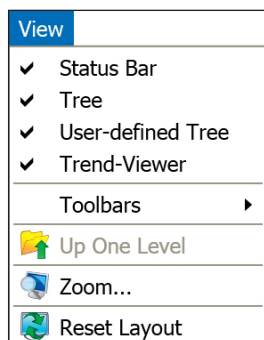 View
Status Bar
Tree
User-defined Tree
Trend-Viewer
Toolbars
Up One Level
Zoom...
Reset Layout